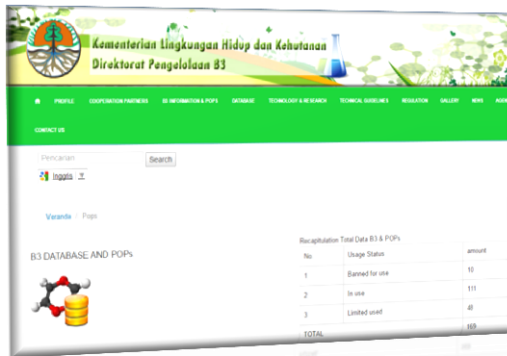 Kementerian Lingkungan Hidup dan Kehutanan
Direktorat Pengelolaan B3
PROFILE COOPERATION PARTNERS B3 INFORMATION & POPS DATABASE TECHNOLOGY & RESEARCH TECHNICAL GUIDELINES REGULATION GALLERY NEWS
CONTACT US
Pencarian Search
Inggris
Veranda / Pops
B3 DATABASE AND POPs
Recapitulation Total Data B3 & POPs
No. Usage Status amount
1 Banned for use 10
2 In use 111
3 Limited used 48
TOTAL 169